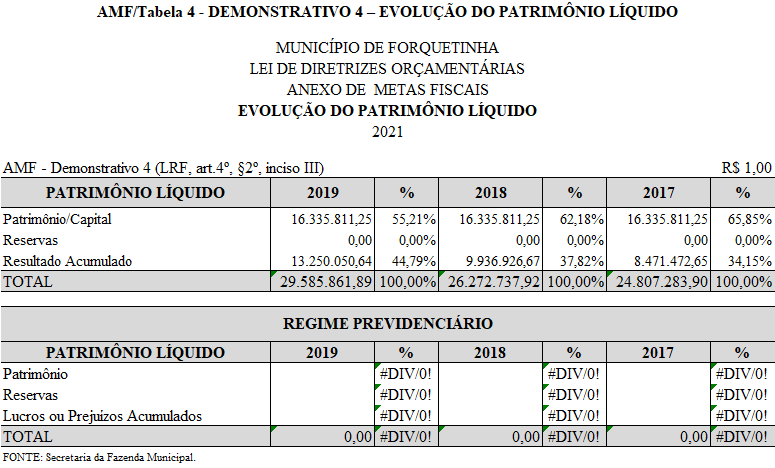 AMF/Tabela 4 - DEMONSTRATIVO 4 – EVOLUÇÃO DO PATRIMÔNIO LÍQUIDO
MUNICÍPIO DE FORQUETINHA
LEI DE DIRETRIZES ORÇAMENTÁRIAS
ANEXO DE METAS FISCAIS
EVOLUÇÃO DO PATRIMÔNIO LÍQUIDO
2021
AMF - Demonstrativo 4 (LRF, art.4º, §2º, inciso III) R$ 1,00
PATRIMÔNIO LÍQUIDO 2019 % 2018 % 2017 %
Patrimônio/Capital 16.335.811,25 55,21% 16.335.811,25 62,18% 16.335.811,25 65,85%
Reservas 0,00 0,00% 0,00 0,00% 0,00 0,00%
Resultado Acumulado 13.250.050,64 44,79% 9.936.926,67 37,82% 8.471.472,65 34,15%
TOTAL 29.585.861,89 100,00% 26.272.737,92 100,00% 24.807.283,90 100,00%
REGIME PREVIDENCIÁRIO
PATRIMÔNIO LÍQUIDO 2019 % 2018 % 2017 %
Patrimônio #DIV/0! #DIV/0! #DIV/0!
Reservas #DIV/0! #DIV/0! #DIV/0!
Lucros ou Prejuizos Acumulados #DIV/0! #DIV/0! #DIV/0!
TOTAL 0,00 #DIV/0! 0,00 #DIV/0! 0,00 #DIV/0!
FONTE: Secretaria da Fazenda Municipal.